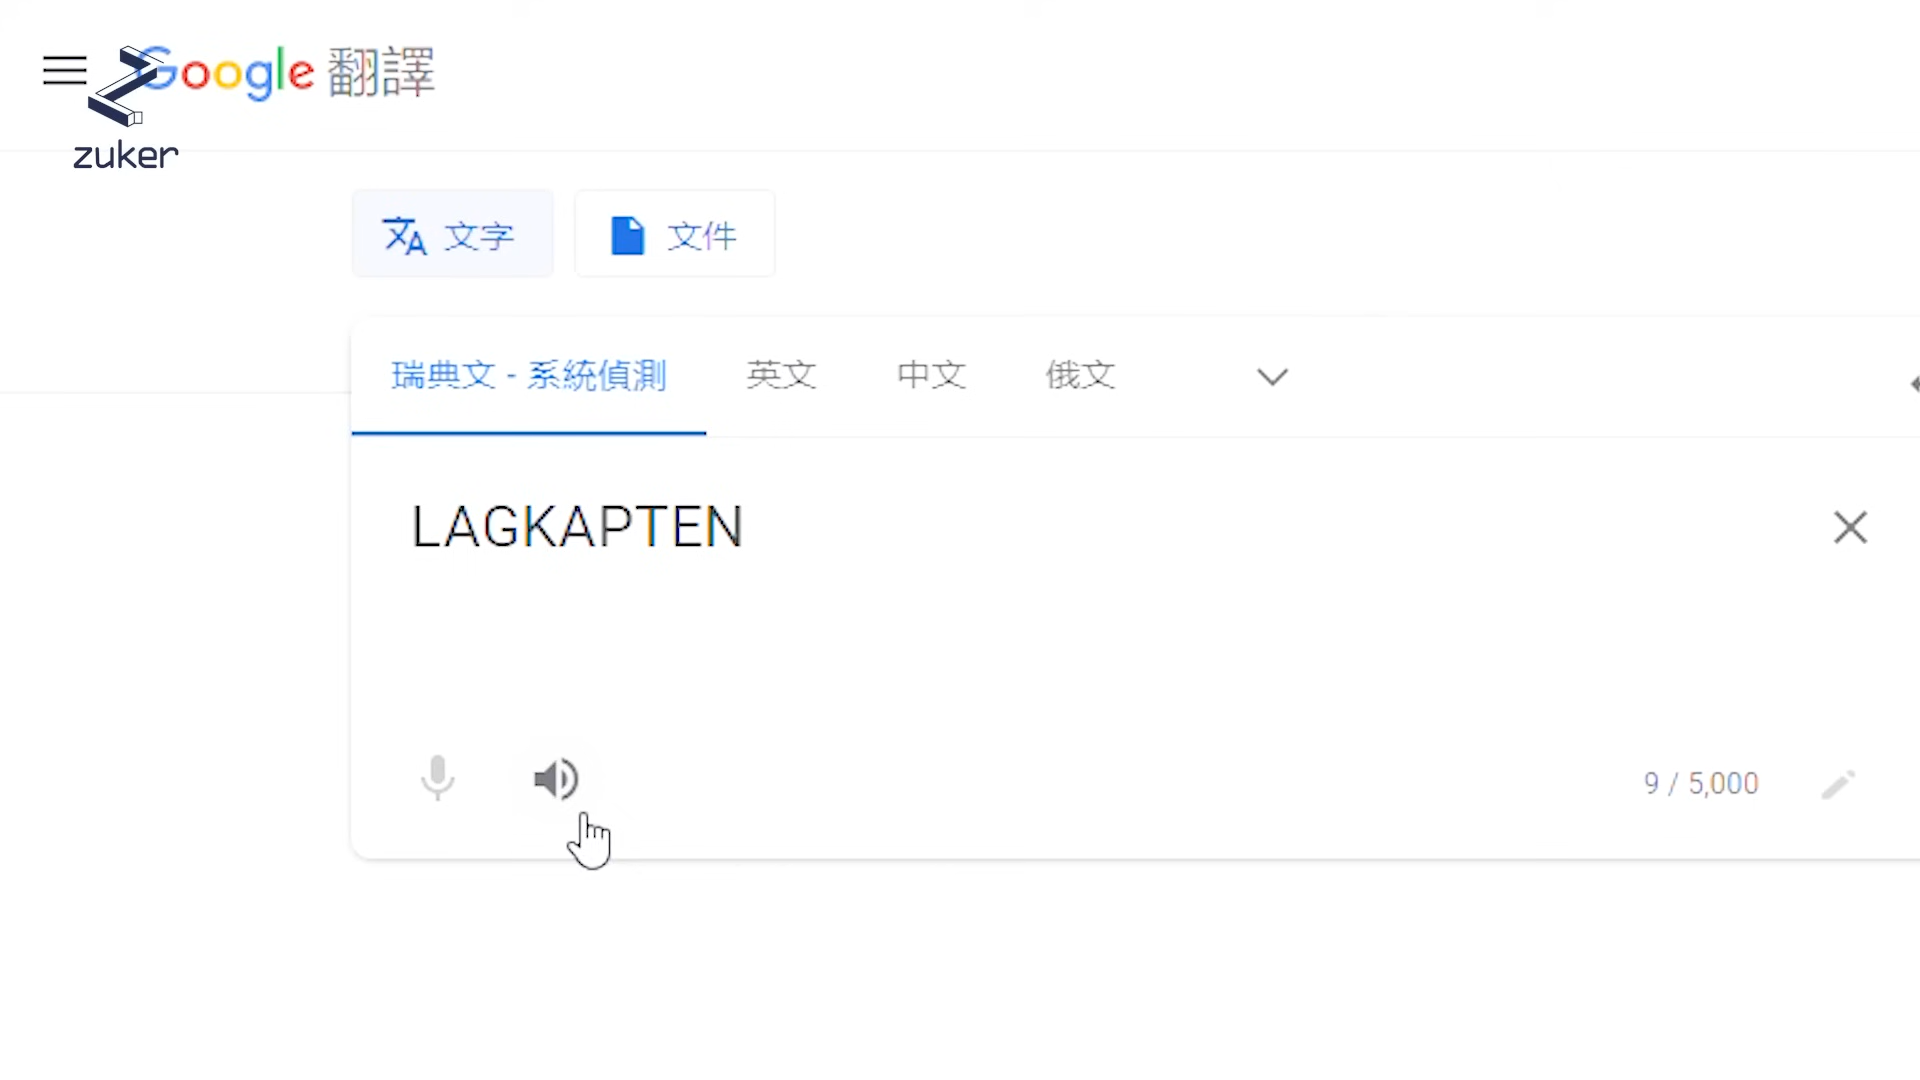 Google 翻譯
zuker
文字 文件
瑞典文 - 系統偵測 英文 中文 俄文
LAGKAPTEN
9 / 5,000